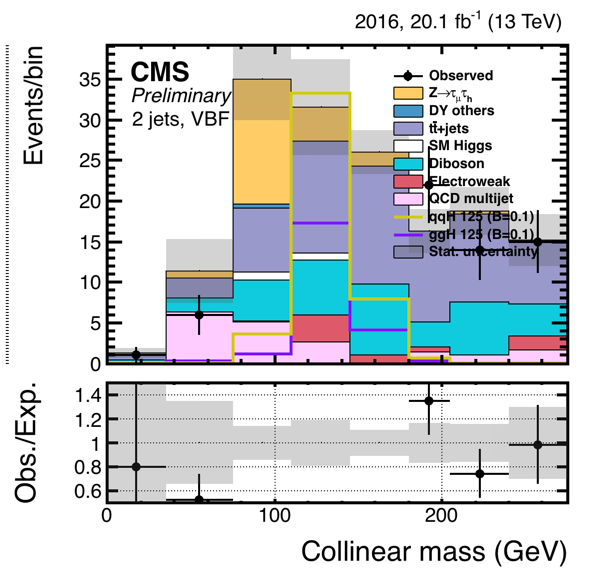 2016, 20.1 fb-1 (13 TeV)
CMS
Preliminary
2 jets, VBF
Observed
Z→τμτh
DY others
tt̄+jets
SM Higgs
Diboson
Electroweak
QCD multijet
qqH 125 (B=0.1)
ggH 125 (B=0.1)
Stat. uncertainty
Events/bin
35
30
25
20
15
10
5
0
Obs./Exp.
1.4
1.2
1
0.8
0.6
0 100 200
Collinear mass (GeV)